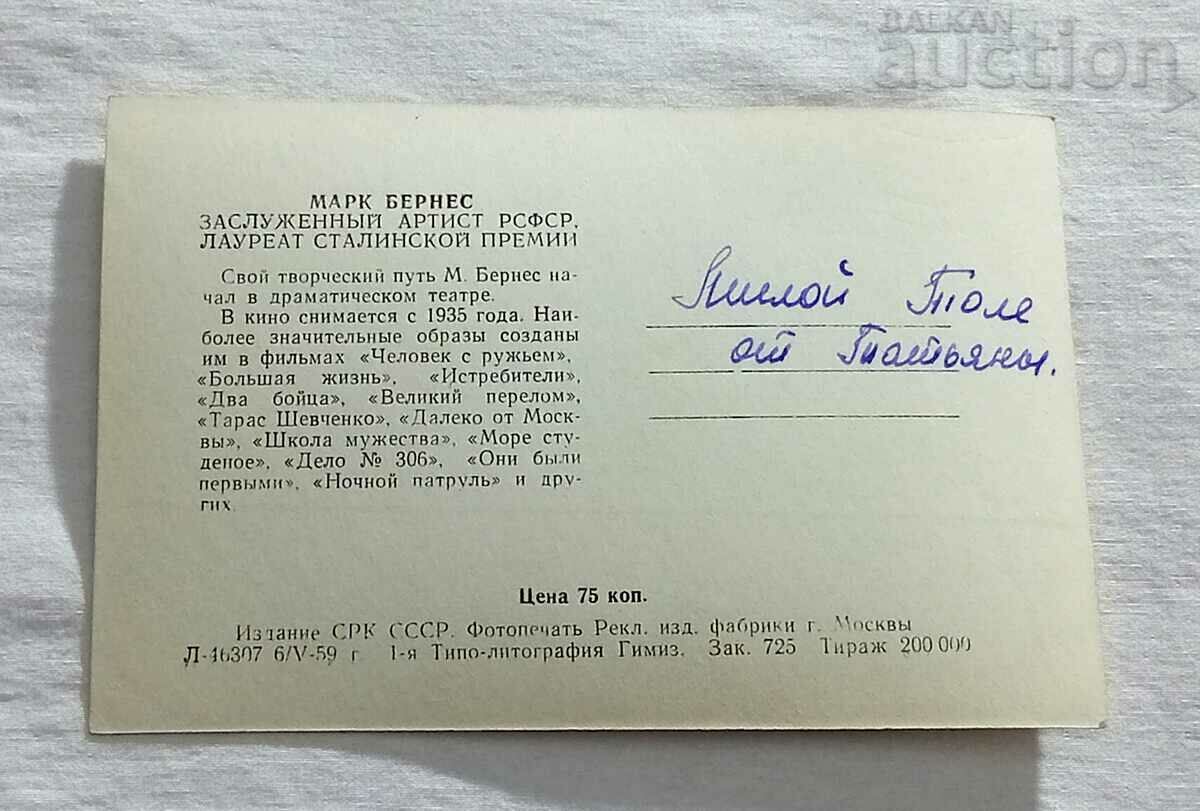 BALKAN
auction
МАРК БЕРНЕС
ЗАСЛУЖЕННЫЙ АРТИСТ РСФСР,
ЛАУРЕАТ СТАЛИНСКОЙ ПРЕМИИ
Свой творческий путь М. Бернес на-
чал в драматическом театре.
В кино снимается с 1935 года. Наи-
более значительные образы созданы
им в фильмах «Человек с ружьем»,
«Большая жизнь», «Истребители»,
«Два бойца», «Великий перелом»,
«Тарас Шевченко», «Далеко от Моск-
вы», «Школа мужества», «Море сту-
деное», «Дело № 306», «Они были
первыми», «Ночной патруль» и дру-
гих.
Милой Толе
от Татьяны.
Цена 75 коп.
Издание СРК СССР. Фотопечать Рекл. изд. фабрики г. Москвы
Л-46307 6/V-59 г. 1-я Типо-литография Гимиз. Зак. 725 Тираж 200 000